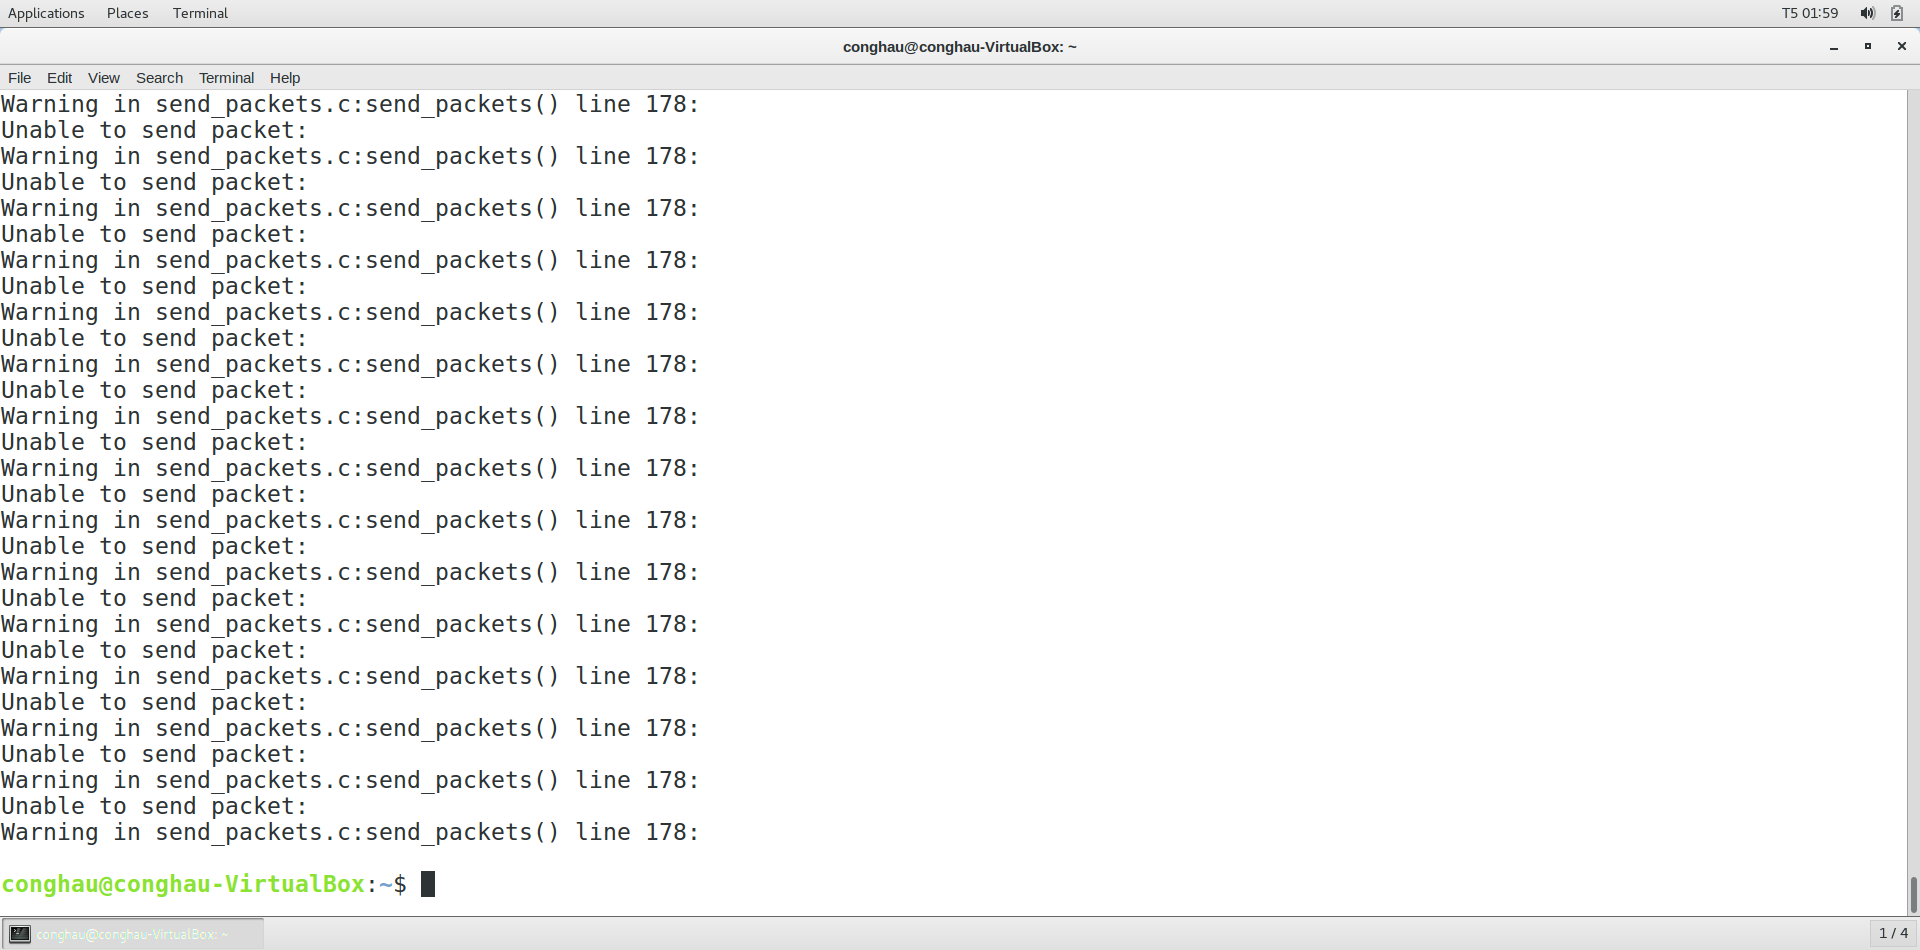 Applications Places Terminal T5 01:59
conghau@conghau-VirtualBox: ~
File Edit View Search Terminal Help
Warning in send_packets.c:send_packets() line 178:
Unable to send packet:
Warning in send_packets.c:send_packets() line 178:
Unable to send packet:
Warning in send_packets.c:send_packets() line 178:
Unable to send packet:
Warning in send_packets.c:send_packets() line 178:
Unable to send packet:
Warning in send_packets.c:send_packets() line 178:
Unable to send packet:
Warning in send_packets.c:send_packets() line 178:
Unable to send packet:
Warning in send_packets.c:send_packets() line 178:
Unable to send packet:
Warning in send_packets.c:send_packets() line 178:
Unable to send packet:
Warning in send_packets.c:send_packets() line 178:
Unable to send packet:
Warning in send_packets.c:send_packets() line 178:
Unable to send packet:
Warning in send_packets.c:send_packets() line 178:
Unable to send packet:
Warning in send_packets.c:send_packets() line 178:
Unable to send packet:
Warning in send_packets.c:send_packets() line 178:
Unable to send packet:
Warning in send_packets.c:send_packets() line 178:
Unable to send packet:
Warning in send_packets.c:send_packets() line 178:
conghau@conghau-VirtualBox:~$
conghau@conghau-VirtualBox: ~ 1 / 4